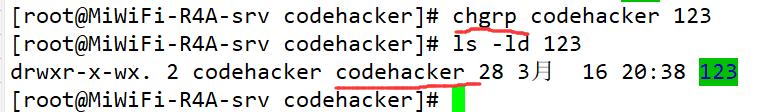 [root@MiWiFi-R4A-srv codehacker]# chgrp codehacker 123
[root@MiWiFi-R4A-srv codehacker]# ls -ld 123
drwxr-x-wx. 2 codehacker codehacker 28 3月  16 20:38 123
[root@MiWiFi-R4A-srv codehacker]#